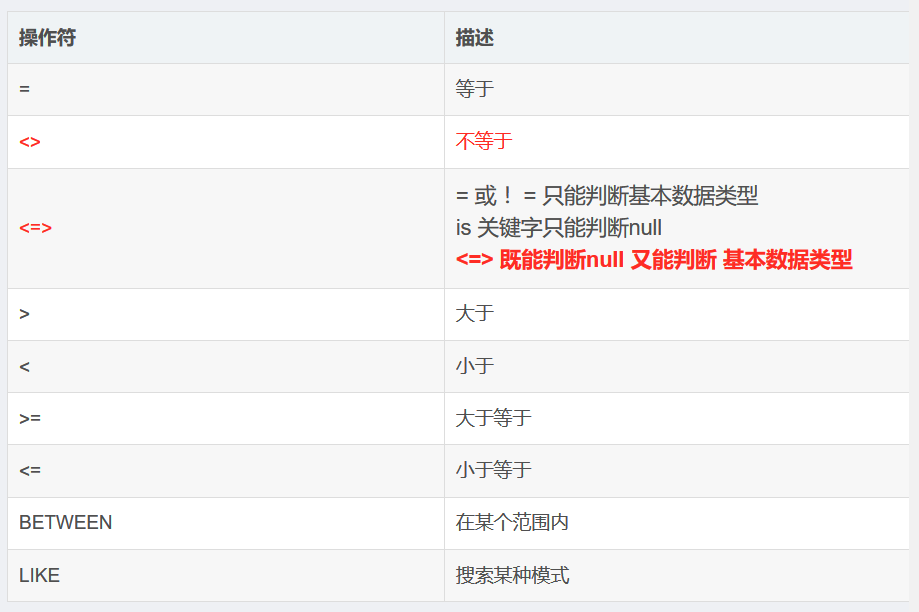 操作符 描述
= 等于
<> 不等于
<=> = 或！ = 只能判断基本数据类型
is 关键字只能判断null
<=> 既能判断null 又能判断 基本数据类型
> 大于
< 小于
>= 大于等于
<= 小于等于
BETWEEN 在某个范围内
LIKE 搜索某种模式